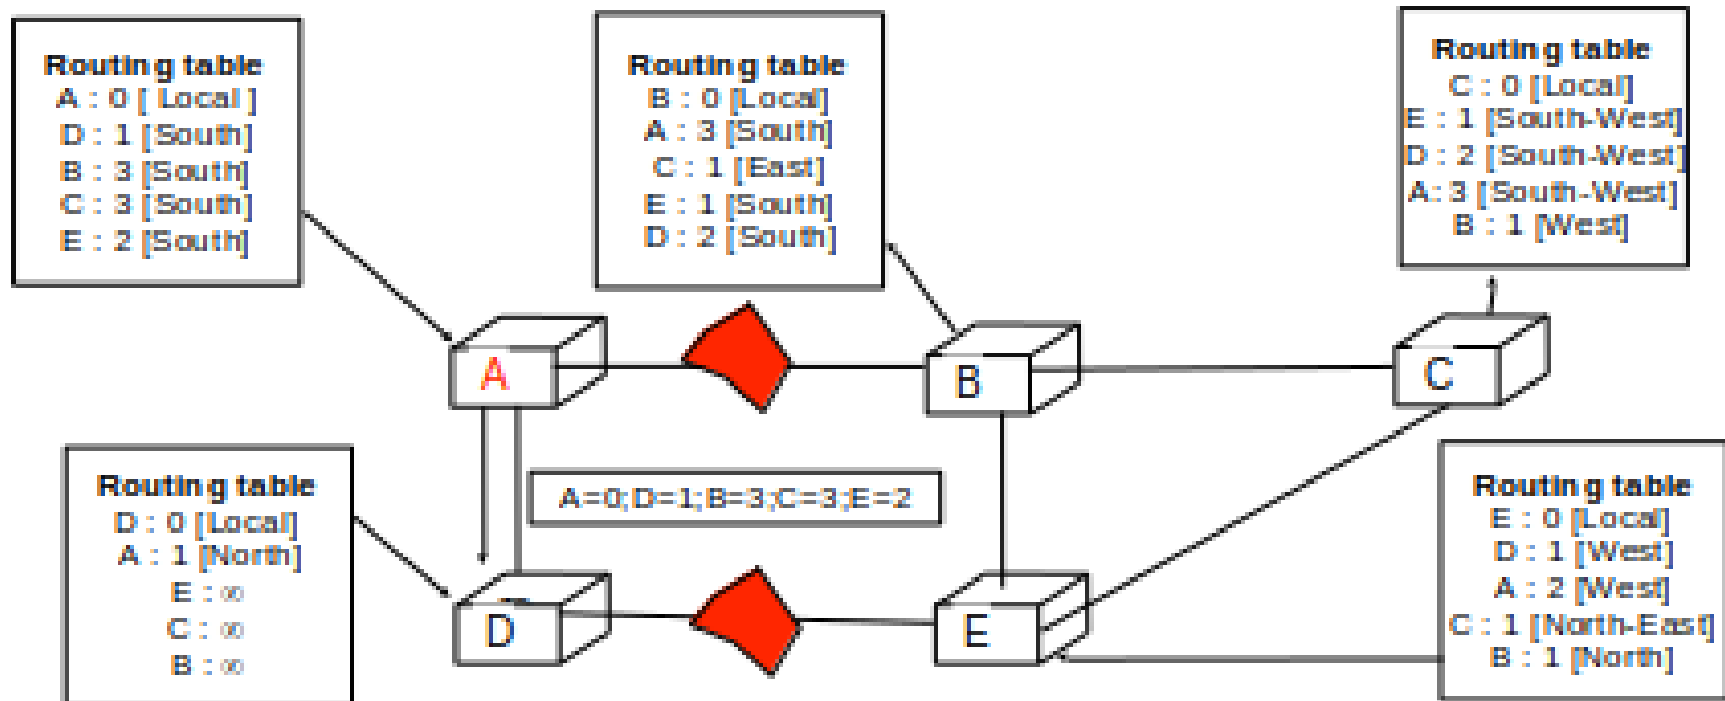 Routing table
A : 0 [ Local ]
D : 1 [South]
B : 3 [South]
C : 3 [South]
E : 2 [South]
Routing table
B : 0 [Local]
A : 3 [South]
C : 1 [East]
E : 1 [South]
D : 2 [South]
Routing table
C : 0 [Local]
E : 1 [South-West]
D : 2 [South-West]
A: 3 [South-West]
B : 1 [West]
A
B
C
Routing table
D : 0 [Local]
A : 1 [North]
E : ∞
C : ∞
B : ∞
A=0;D=1;B=3;C=3;E=2
D
E
Routing table
E : 0 [Local]
D : 1 [West]
A : 2 [West]
C : 1 [North-East]
B : 1 [North]